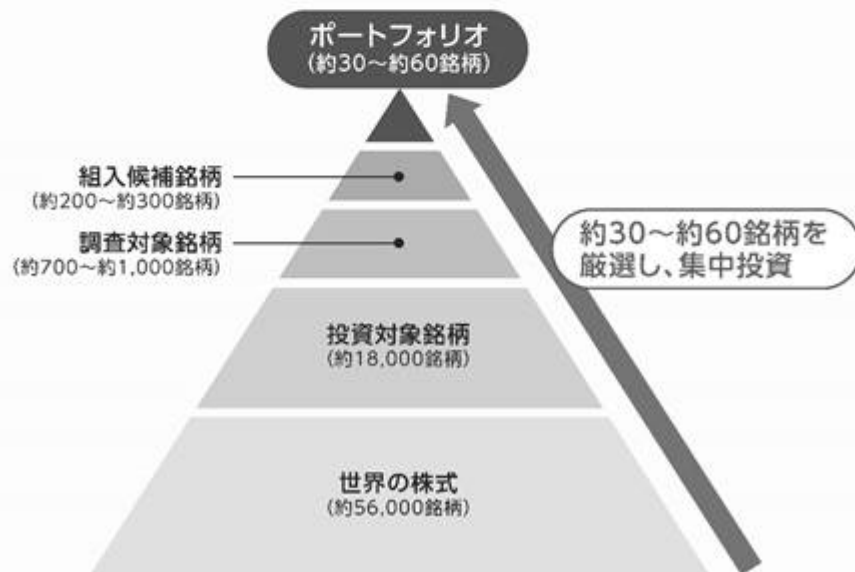 ポートフォリオ
(約30～約60銘柄)
組入候補銘柄
(約200～約300銘柄)
調査対象銘柄
(約700～約1,000銘柄)
約30～約60銘柄を
厳選し、集中投資
投資対象銘柄
(約18,000銘柄)
世界の株式
(約56,000銘柄)